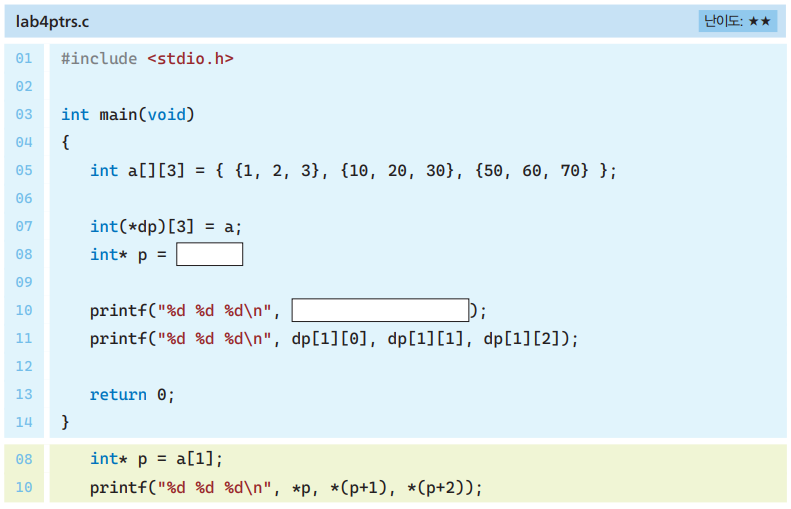 lab4ptrs.c 난이도: ★★
01 #include <stdio.h>
02
03 int main(void)
04 {
05 int a[][3] = { {1, 2, 3}, {10, 20, 30}, {50, 60, 70} };
06
07 int(*dp)[3] = a;
08 int* p =
09
10 printf("%d %d %d\n", );
11 printf("%d %d %d\n", dp[1][0], dp[1][1], dp[1][2]);
12
13 return 0;
14 }
08 int* p = a[1];
10 printf("%d %d %d\n", *p, *(p+1), *(p+2));